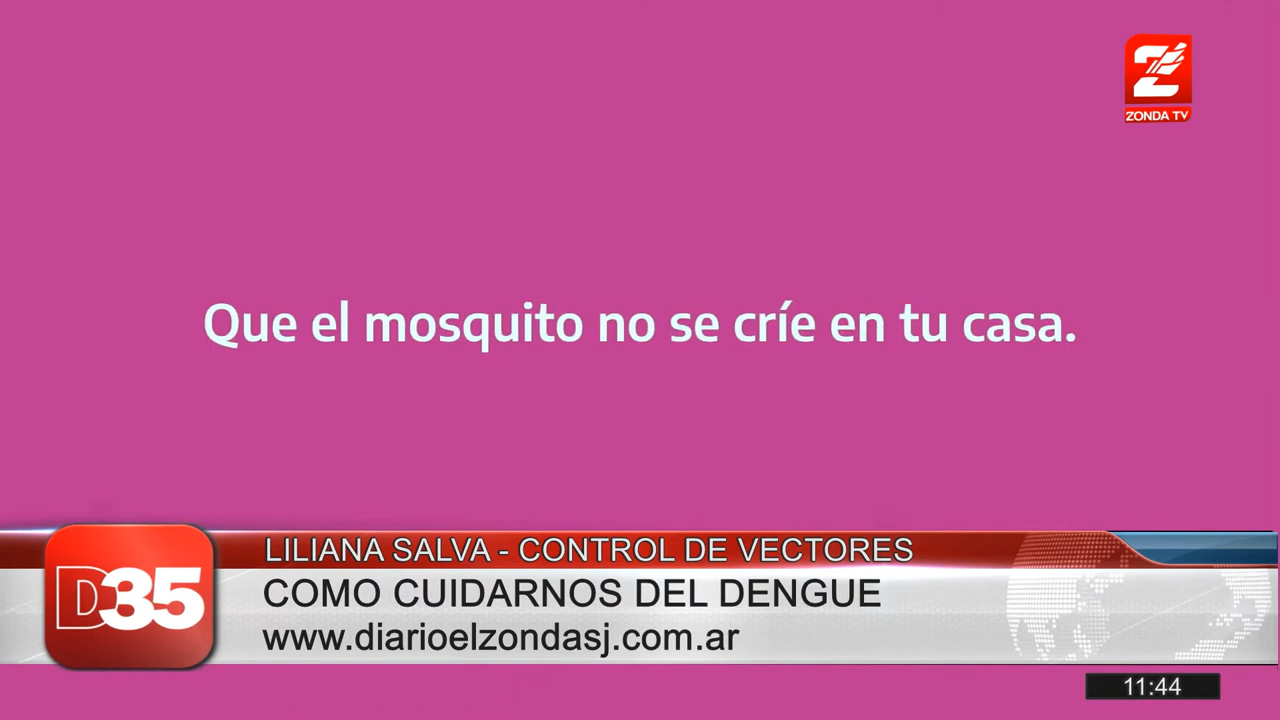 ZONDA TV
Que el mosquito no se críe en tu casa.
LILIANA SALVA - CONTROL DE VECTORES
D35
COMO CUIDARNOS DEL DENGUE
www.diarioelzondasj.com.ar
11:44